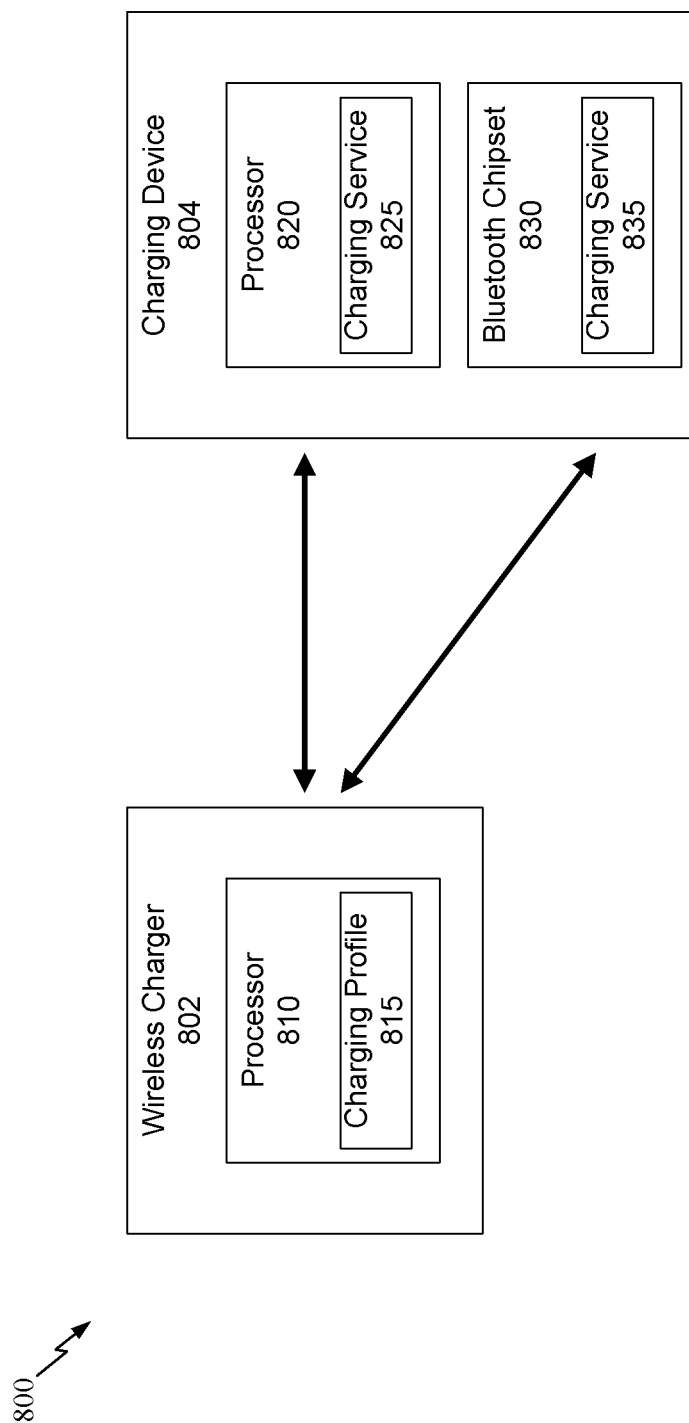 800
Wireless Charger
802
Processor
810
Charging Profile
815
Charging Device
804
Processor
820
Charging Service
825
Bluetooth Chipset
830
Charging Service
835